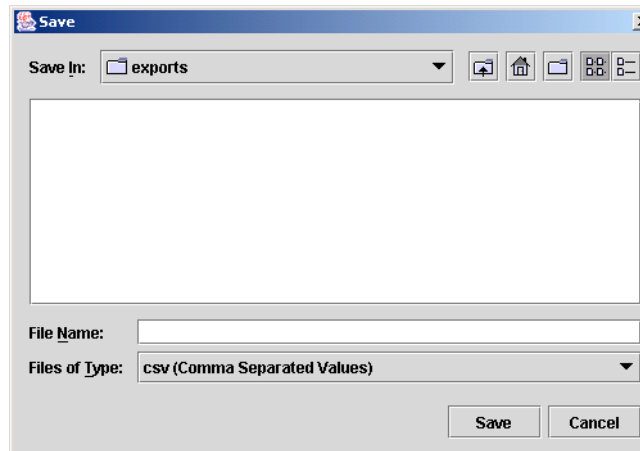 Save
Save In: exports
File Name:
Files of Type: csv (Comma Separated Values)
Save Cancel